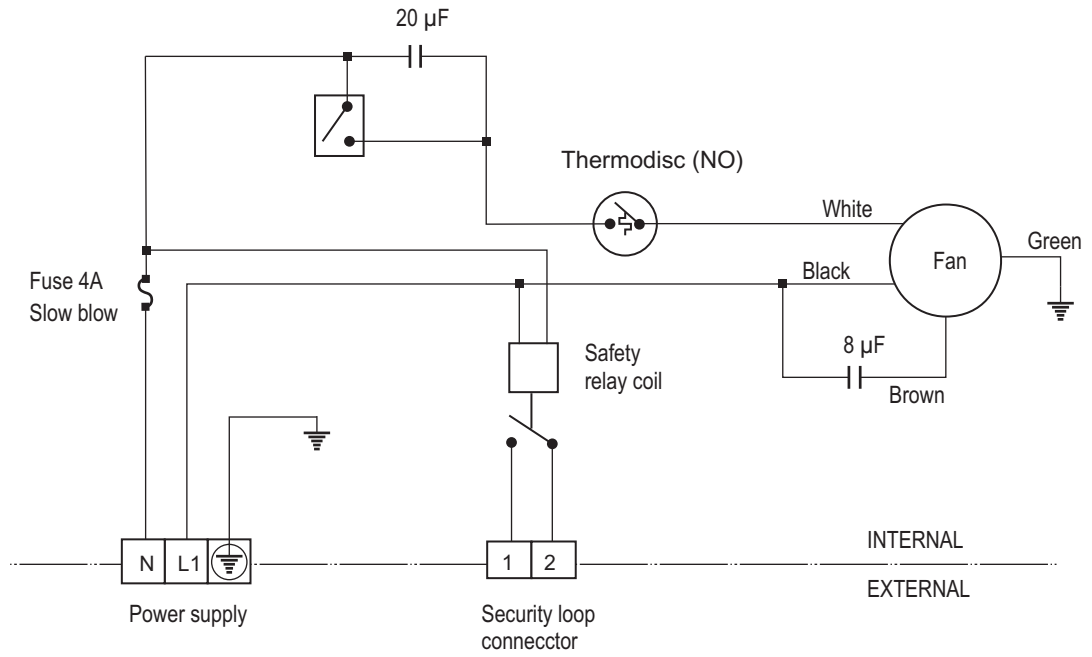 20 µF
Thermodisc (NO)
White
Green
Fan
Black
Fuse 4A
Slow blow
8 µF
Safety
relay coil
Brown
INTERNAL
N L1
1 2
EXTERNAL
Power supply
Security loop
connecctor